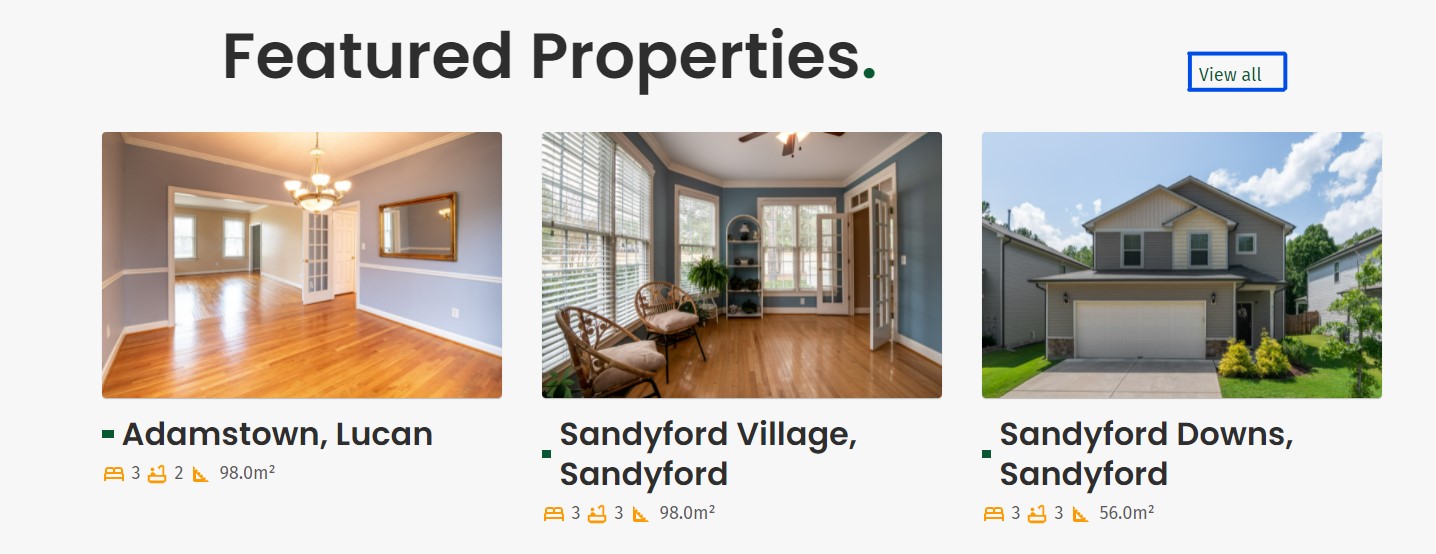 Featured Properties.
View all
Adamstown, Lucan
3 2 98.0m²
Sandyford Village,
Sandyford
3 3 98.0m²
Sandyford Downs,
Sandyford
3 3 56.0m²